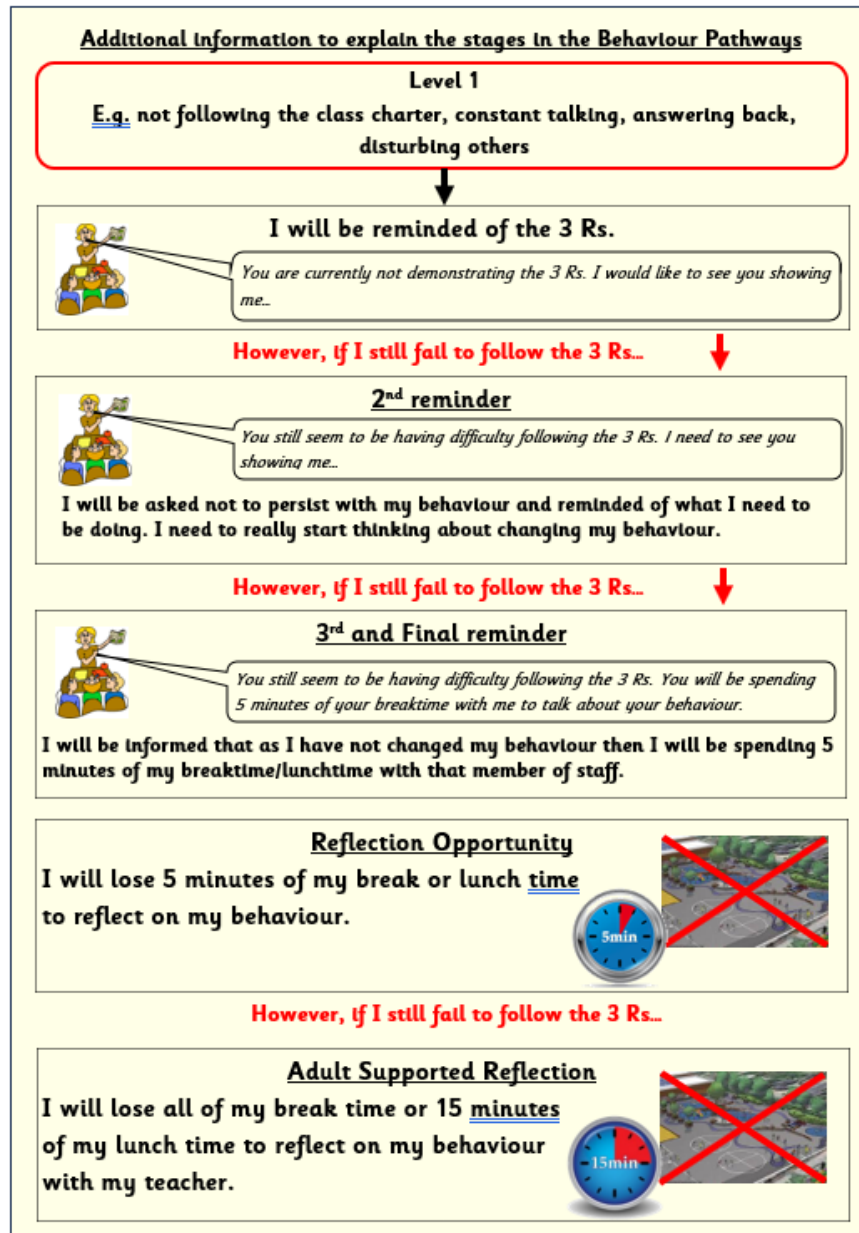 Additional information to explain the stages in the Behaviour Pathways
Level 1
E.g. not following the class charter, constant talking, answering back,
disturbing others
I will be reminded of the 3 Rs.
You are currently not demonstrating the 3 Rs. I would like to see you showing
me...
However, if I still fail to follow the 3 Rs...
2nd reminder
You still seem to be having difficulty following the 3 Rs. I need to see you
showing me...
I will be asked not to persist with my behaviour and reminded of what I need to
be doing. I need to really start thinking about changing my behaviour.
However, if I still fail to follow the 3 Rs...
3rd and Final reminder
You still seem to be having difficulty following the 3 Rs. You will be spending
5 minutes of your breaktime with me to talk about your behaviour.
I will be informed that as I have not changed my behaviour then I will be spending 5
minutes of my breaktime/lunchtime with that member of staff.
Reflection Opportunity
I will lose 5 minutes of my break or lunch time
to reflect on my behaviour.
5min
However, if I still fail to follow the 3 Rs...
Adult Supported Reflection
I will lose all of my break time or 15 minutes
of my lunch time to reflect on my behaviour
with my teacher.
15min